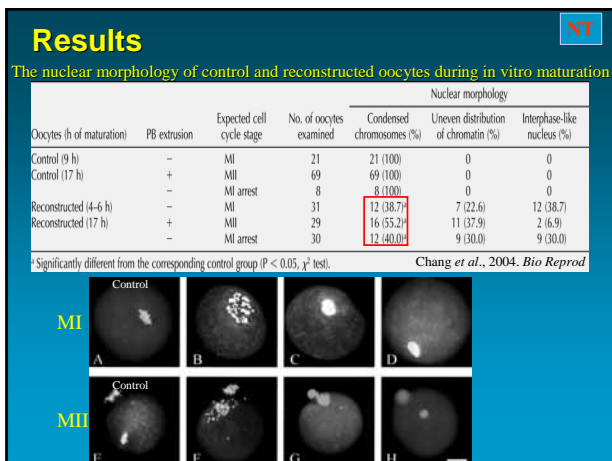 Results
NT
The nuclear morphology of control and reconstructed oocytes during in vitro maturation
Nuclear morphology
Oocytes (h of maturation) PB extrusion Expected cell cycle stage No. of oocytes examined Condensed chromosomes (%) Uneven distribution of chromatin (%) Interphase-like nucleus (%)
Control (9 h) − MI 21 21 (100) 0 0
Control (17 h) + MII 69 69 (100) 0 0
− MI arrest 8 8 (100) 0 0
Reconstructed (4–6 h) − MI 31 12 (38.7)ᵃ 7 (22.6) 12 (38.7)
Reconstructed (17 h) + MII 29 16 (55.2)ᵃ 11 (37.9) 2 (6.9)
− MI arrest 30 12 (40.0)ᵃ 9 (30.0) 9 (30.0)
ᵃ Significantly different from the corresponding control group (P < 0.05, χ² test).
Chang et al., 2004. Bio Reprod
Control
MI
A B C D
Control
MII
E F G H